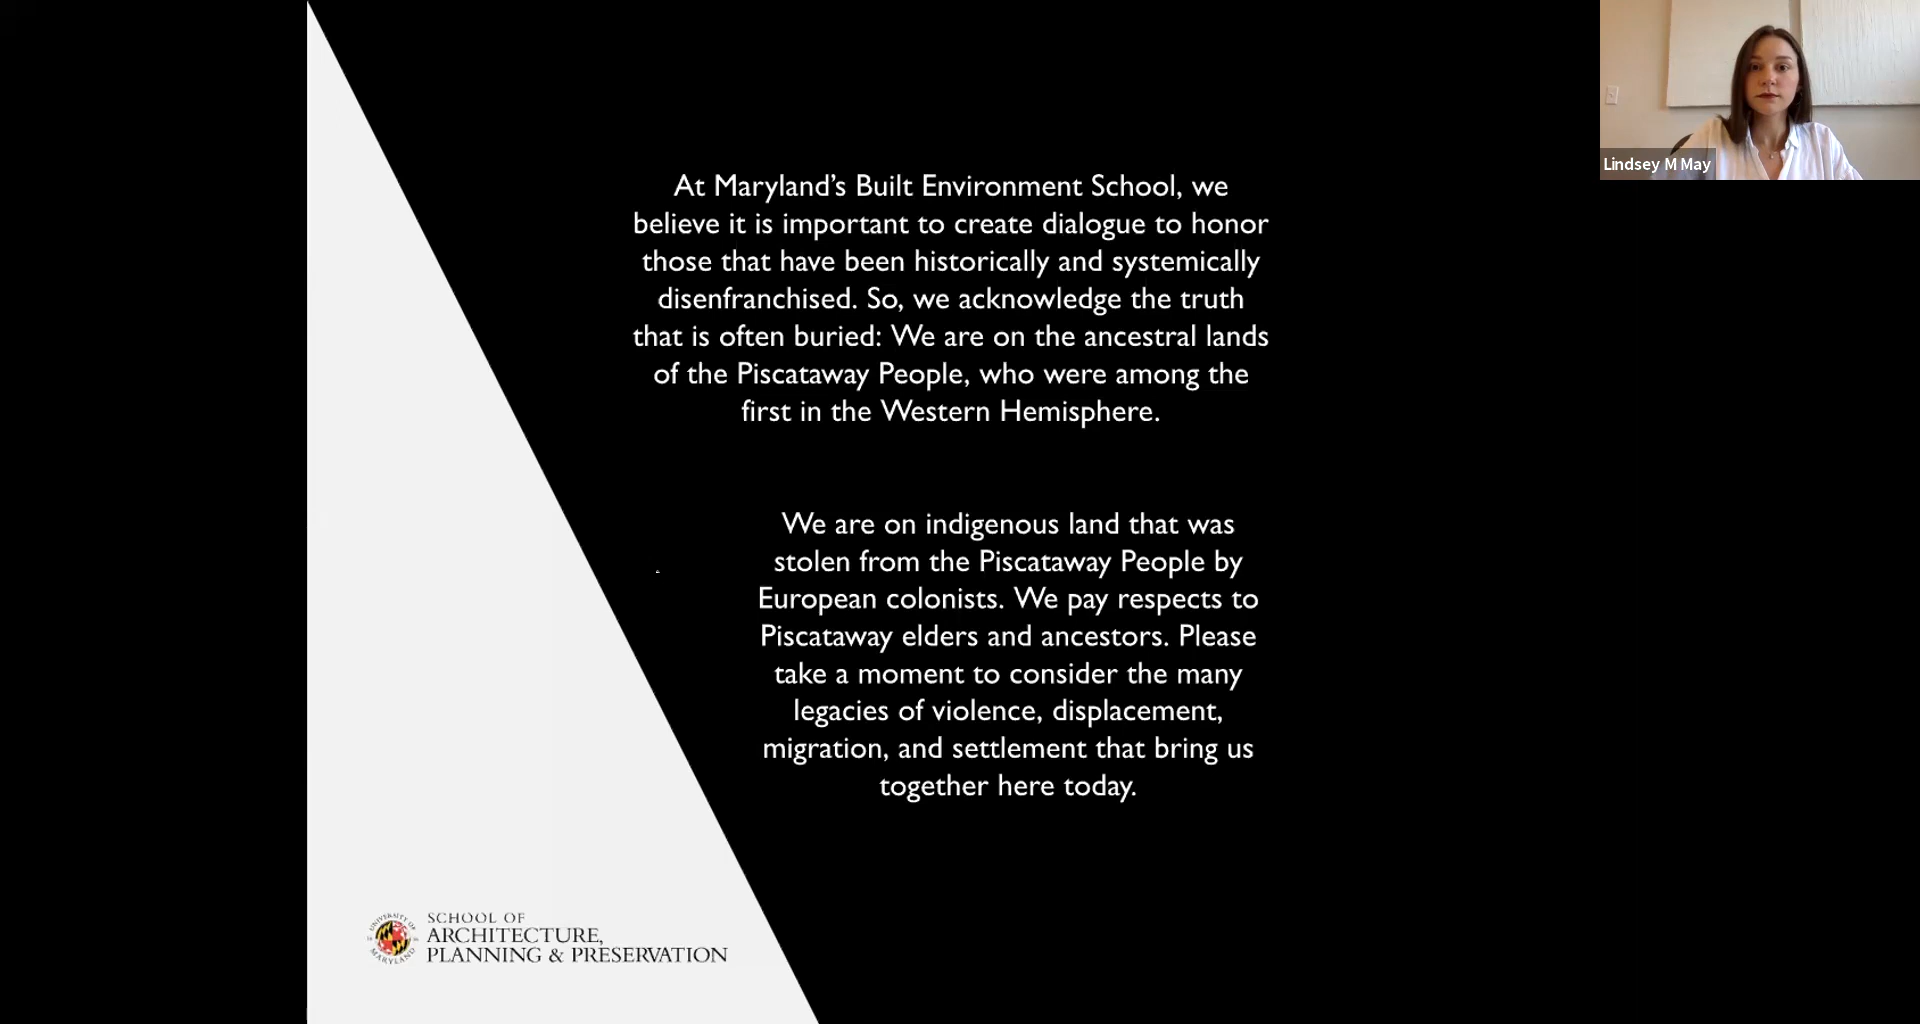 At Maryland’s Built Environment School, we
believe it is important to create dialogue to honor
those that have been historically and systemically
disenfranchised. So, we acknowledge the truth
that is often buried: We are on the ancestral lands
of the Piscataway People, who were among the
first in the Western Hemisphere.
We are on indigenous land that was
stolen from the Piscataway People by
European colonists. We pay respects to
Piscataway elders and ancestors. Please
take a moment to consider the many
legacies of violence, displacement,
migration, and settlement that bring us
together here today.
Lindsey M May
UNIVERSITY OF
MARYLAND
SCHOOL OF
ARCHITECTURE,
PLANNING & PRESERVATION